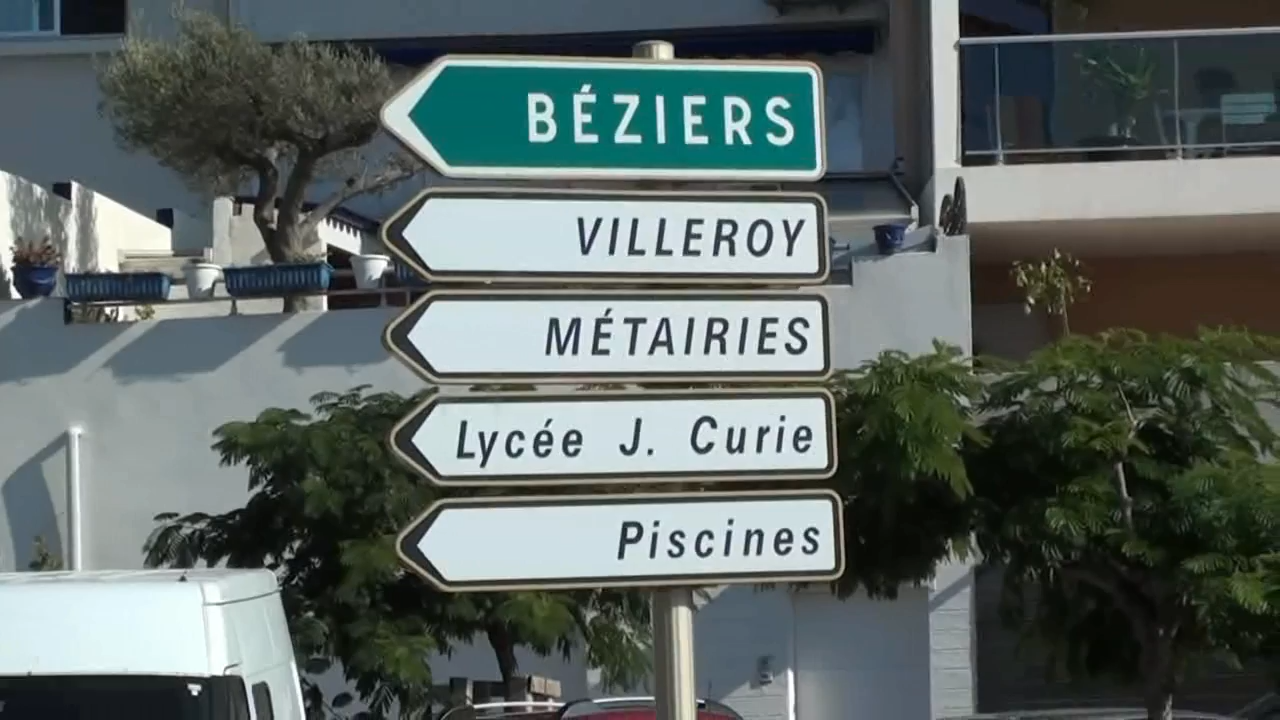 BÉZIERS
VILLEROY
MÉTAIRIES
Lycée J. Curie
Piscines